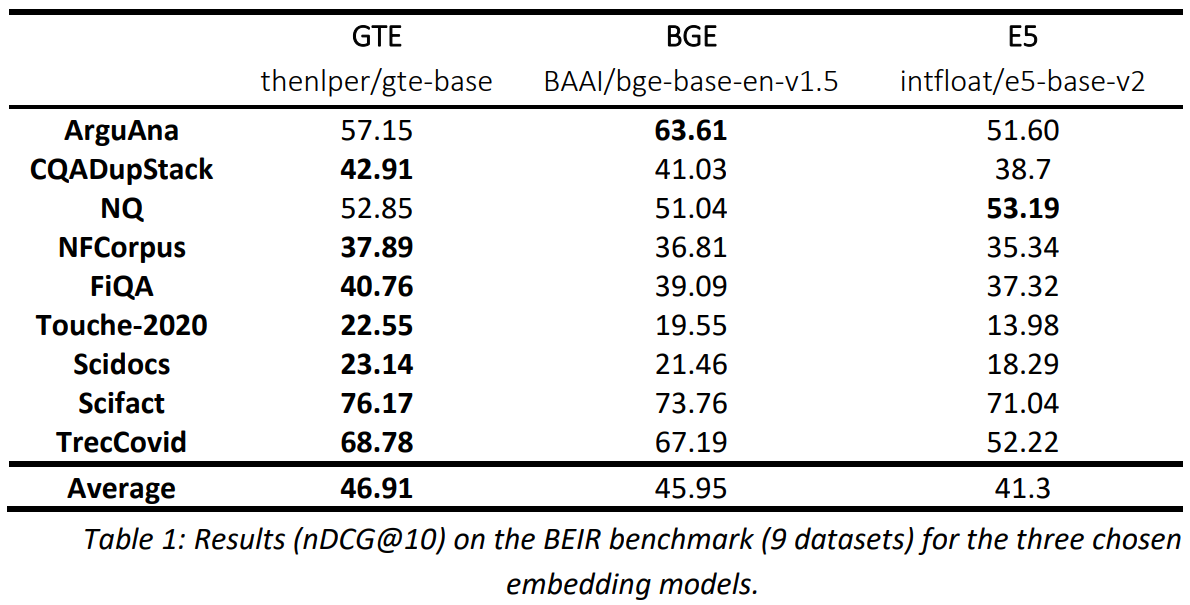 GTE BGE E5
thenlper/gte-base BAAI/bge-base-en-v1.5 intfloat/e5-base-v2
ArguAna 57.15 63.61 51.60
CQADupStack 42.91 41.03 38.7
NQ 52.85 51.04 53.19
NFCorpus 37.89 36.81 35.34
FiQA 40.76 39.09 37.32
Touche-2020 22.55 19.55 13.98
Scidocs 23.14 21.46 18.29
Scifact 76.17 73.76 71.04
TrecCovid 68.78 67.19 52.22
Average 46.91 45.95 41.3
Table 1: Results (nDCG@10) on the BEIR benchmark (9 datasets) for the three chosen
embedding models.